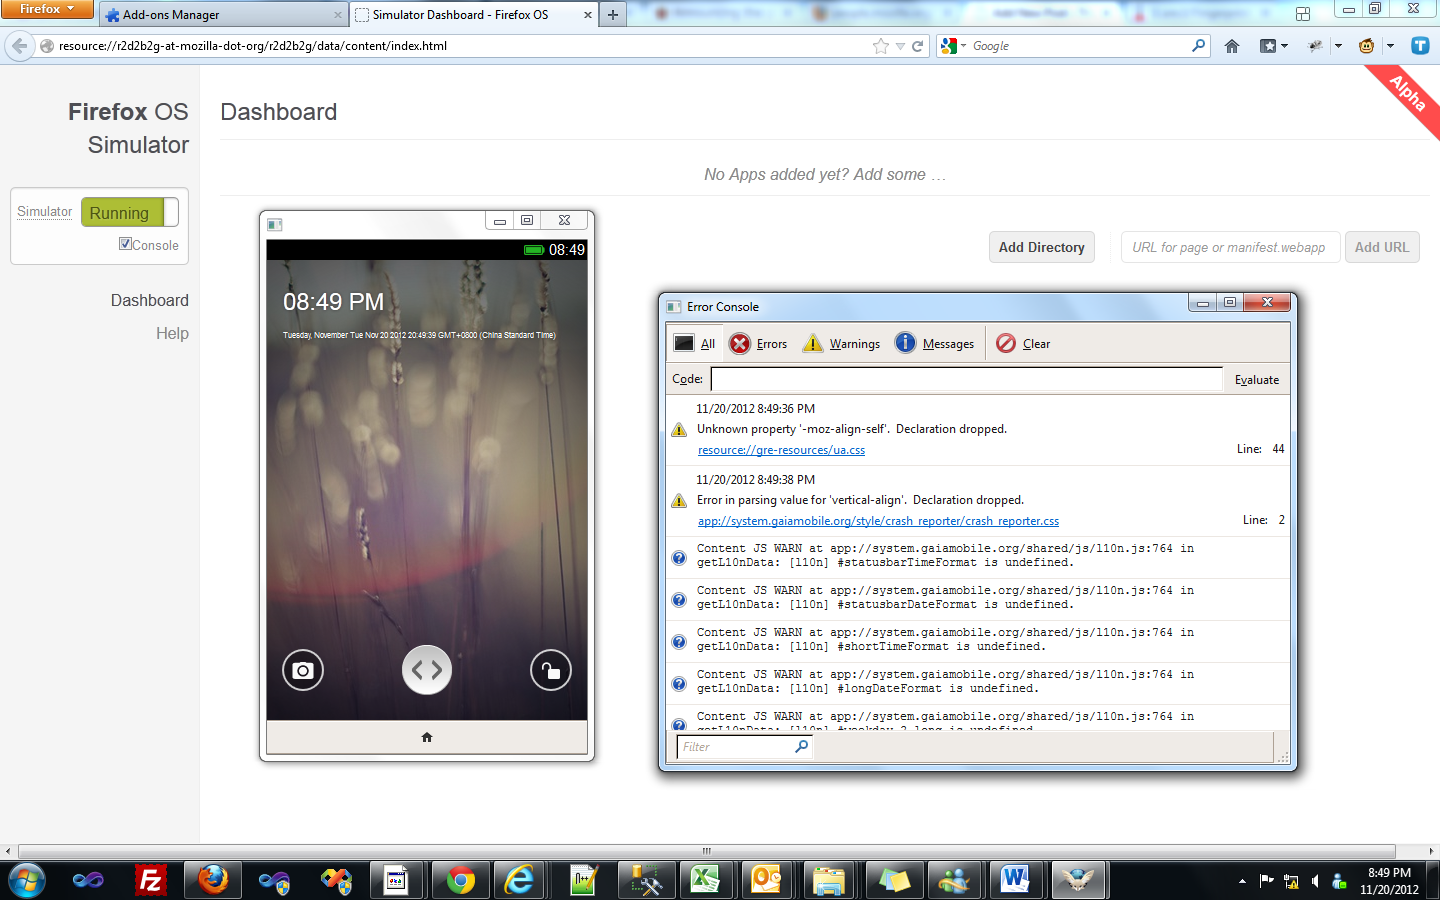 Firefox
Add-ons Manager
Simulator Dashboard - Firefox OS
resource://r2d2b2g-at-mozilla-dot-org/r2d2b2g/data/content/index.html
Google
Alpha
Firefox OS
Simulator
Simulator
Running
Console
Dashboard
Help
Dashboard
No Apps added yet? Add some …
Add Directory
URL for page or manifest.webapp
Add URL
08:49
08:49 PM
Tuesday, November Tue Nov 20 2012 20:49:39 GMT+0800 (China Standard Time)
Error Console
All
Errors
Warnings
Messages
Clear
Code:
Evaluate
11/20/2012 8:49:36 PM
Unknown property '-moz-align-self'.  Declaration dropped.
resource://gre-resources/ua.css
Line: 44
11/20/2012 8:49:38 PM
Error in parsing value for 'vertical-align'.  Declaration dropped.
app://system.gaiamobile.org/style/crash_reporter/crash_reporter.css
Line: 2
Content JS WARN at app://system.gaiamobile.org/shared/js/l10n.js:764 in
getL10nData: [l10n] #statusbarTimeFormat is undefined.
Content JS WARN at app://system.gaiamobile.org/shared/js/l10n.js:764 in
getL10nData: [l10n] #statusbarDateFormat is undefined.
Content JS WARN at app://system.gaiamobile.org/shared/js/l10n.js:764 in
getL10nData: [l10n] #shortTimeFormat is undefined.
Content JS WARN at app://system.gaiamobile.org/shared/js/l10n.js:764 in
getL10nData: [l10n] #longDateFormat is undefined.
Content JS WARN at app://system.gaiamobile.org/shared/js/l10n.js:764 in
Filter
8:49 PM
11/20/2012